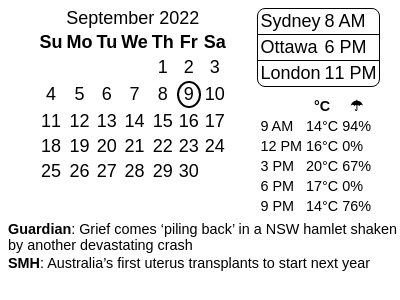 September 2022
Su Mo Tu We Th Fr Sa
1 2 3
4 5 6 7 8 9 10
11 12 13 14 15 16 17
18 19 20 21 22 23 24
25 26 27 28 29 30
Sydney 8 AM
Ottawa 6 PM
London 11 PM
°C ☂
9 AM 14°C 94%
12 PM 16°C 0%
3 PM 20°C 67%
6 PM 17°C 0%
9 PM 14°C 76%
Guardian: Grief comes ‘piling back’ in a NSW hamlet shaken
by another devastating crash
SMH: Australia’s first uterus transplants to start next year